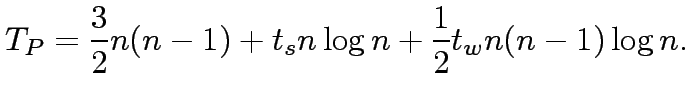 $T_P = \frac{3}{2}n(n-1) + t_s n \log n + \frac{1}{2} t_w n(n-1) \log n.$